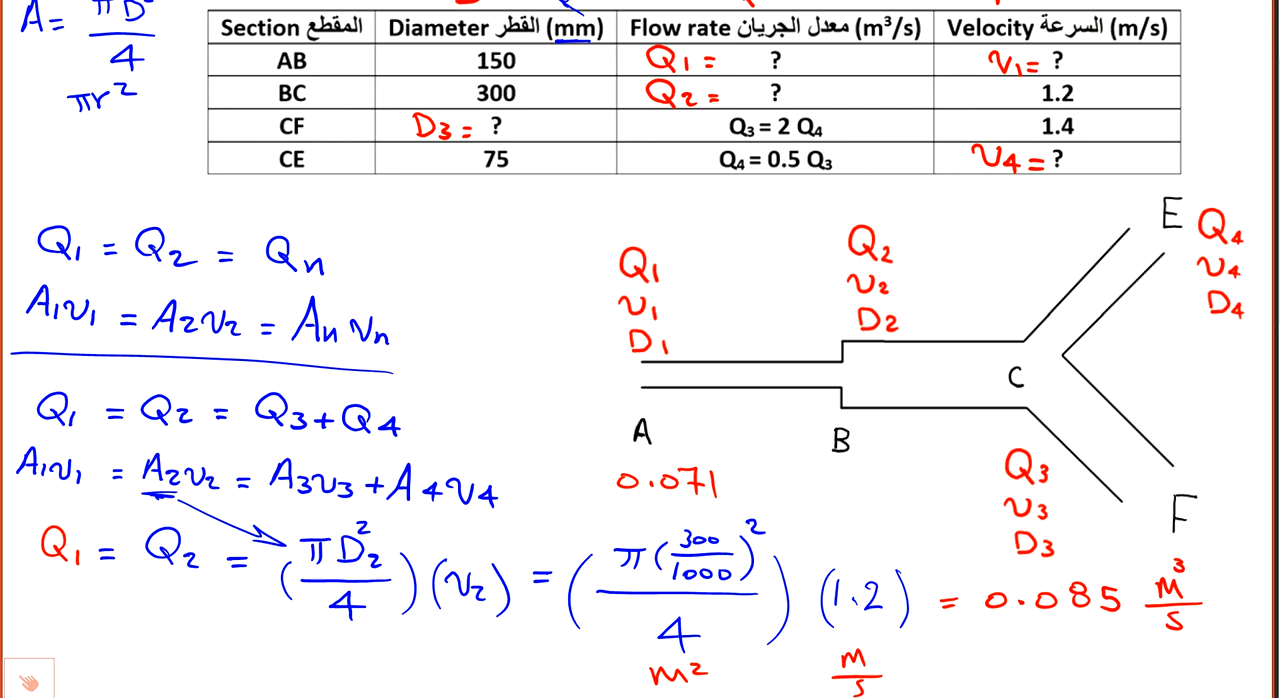 A = πD²/4
πr²
Section المقطع Diameter القطر (mm) Flow rate معدل الجريان (m³/s) Velocity السرعة (m/s)
AB 150 Q1 = ? v1 = ?
BC 300 Q2 = ? 1.2
CF D3 = ? Q₃ = 2 Q₄ 1.4
CE 75 Q₄ = 0.5 Q₃ v4 = ?
Q1 = Q2 = Qn
A1v1 = A2v2 = An vn
Q1 = Q2 = Q3 + Q4
A1v1 = A2v2 = A3v3 + A4v4
Q1 = Q2 = (πD2²/4)(v2) = (π(300/1000)²/4)(1.2) = 0.085 m³/s
m²
m/s
Q1
v1
D1
Q2
v2
D2
E
Q4
v4
D4
C
A
B
0.071
Q3
v3
D3
F